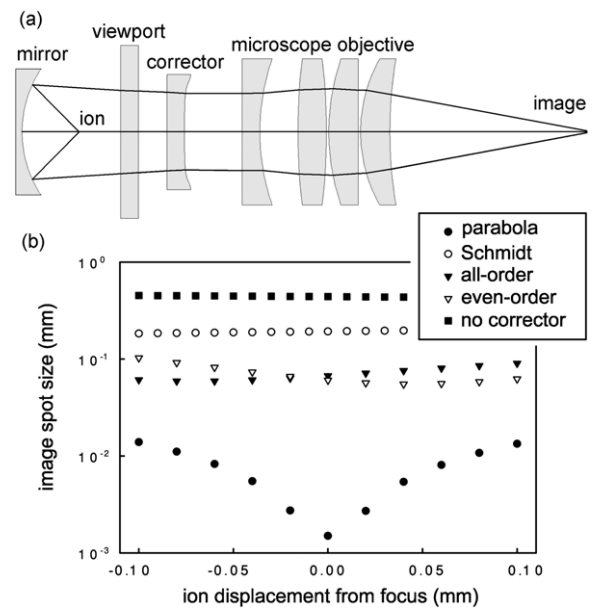 (a)
viewport
mirror
corrector
microscope objective
ion
image
(b)
parabola
Schmidt
all-order
even-order
no corrector
10^0
10^-1
10^-2
10^-3
image spot size (mm)
-0.10
-0.05
0.00
0.05
0.10
ion displacement from focus (mm)